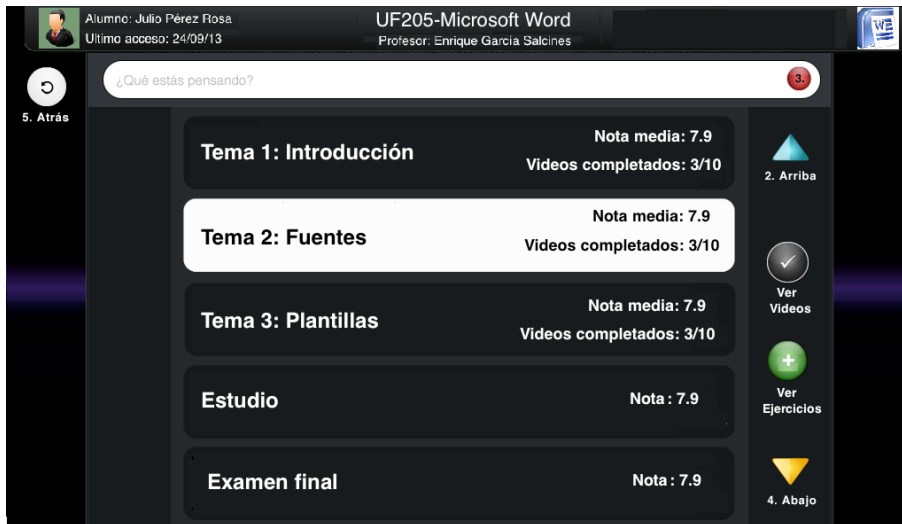 Alumno: Julio Pérez Rosa
Ultimo acceso: 24/09/13
UF205-Microsoft Word
Profesor: Enrique García Salcines
W
5. Atrás
¿Qué estás pensando?
3.
Tema 1: Introducción
Nota media: 7.9
Videos completados: 3/10
Tema 2: Fuentes
Nota media: 7.9
Videos completados: 3/10
Tema 3: Plantillas
Nota media: 7.9
Videos completados: 3/10
Estudio
Nota : 7.9
Examen final
Nota : 7.9
2. Arriba
Ver
Videos
Ver
Ejercicios
4. Abajo